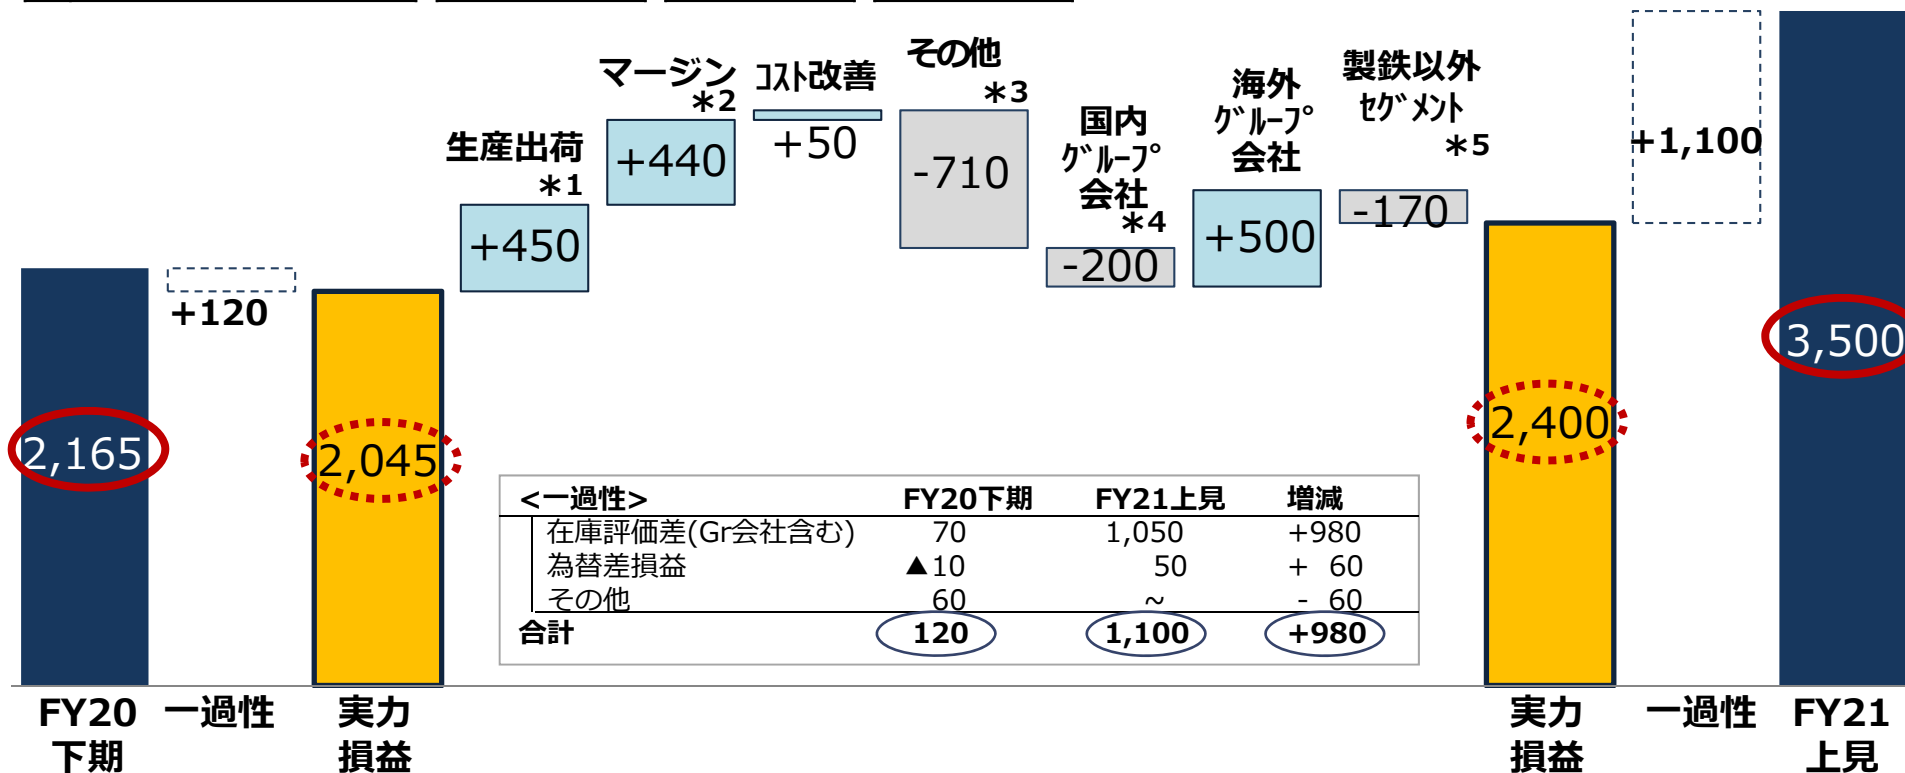 生産出荷
*1
+450
マージン
*2
+440
コスト改善
+50
その他
*3
-710
国内
グループ
会社
*4
-200
海外
グループ
会社
+500
製鉄以外
セグメント
*5
-170
+1,100
+120
2,165
2,045
2,400
3,500
<一過性> FY20下期 FY21上見 増減
在庫評価差(Gr会社含む) 70 1,050 +980
為替差損益 ▲10 50 + 60
その他 60 ~ - 60
合計 120 1,100 +980
FY20
下期
一過性
実力
損益
実力
損益
一過性
FY21
上見